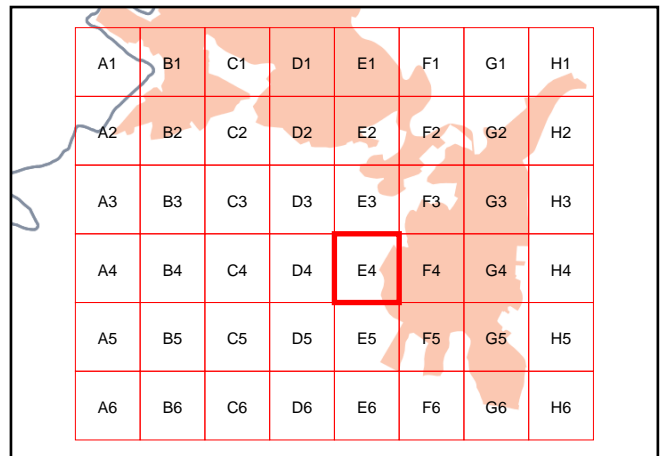 A1 B1 C1 D1 E1 F1 G1 H1
A2 B2 C2 D2 E2 F2 G2 H2
A3 B3 C3 D3 E3 F3 G3 H3
A4 B4 C4 D4 E4 F4 G4 H4
A5 B5 C5 D5 E5 F5 G5 H5
A6 B6 C6 D6 E6 F6 G6 H6